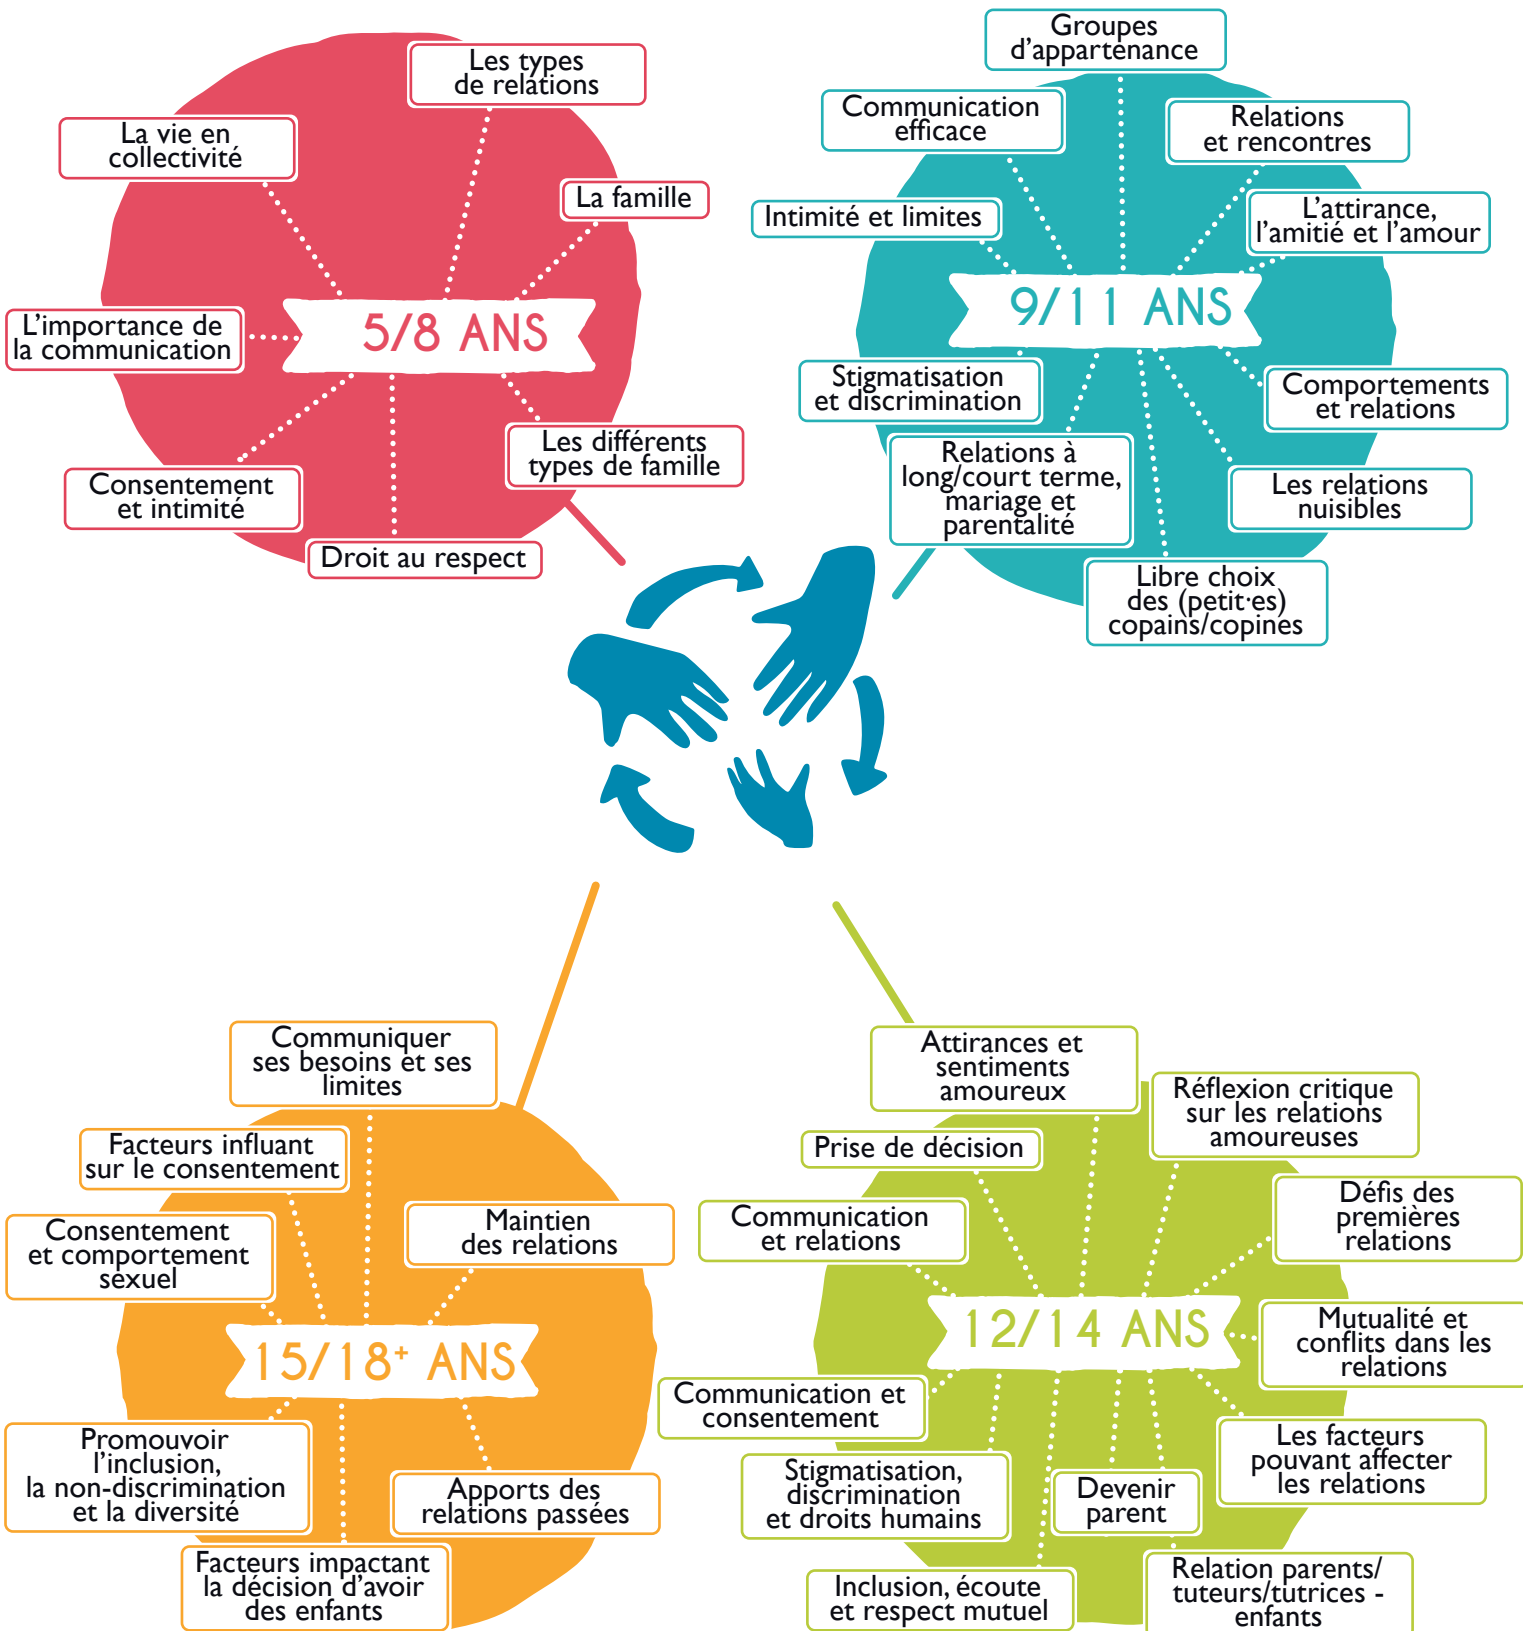 Les types
de relations
La vie en
collectivité
La famille
5/8 ANS
L'importance de
la communication
Les différents
types de famille
Consentement
et intimité
Droit au respect
Groupes
d'appartenance
Communication
efficace
Relations
et rencontres
Intimité et limites
L'attirance,
l'amitié et l'amour
9/11 ANS
Stigmatisation
et discrimination
Comportements
et relations
Relations à
long/court terme,
mariage et
parentalité
Les relations
nuisibles
Libre choix
des (petit·es)
copains/copines
Communiquer
ses besoins et ses
limites
Facteurs influant
sur le consentement
Consentement
et comportement
sexuel
Maintien
des relations
15/18+ ANS
Promouvoir
l'inclusion,
la non-discrimination
et la diversité
Apports des
relations passées
Facteurs impactant
la décision d'avoir
des enfants
Attirances et
sentiments
amoureux
Réflexion critique
sur les relations
amoureuses
Prise de décision
Défis des
premières
relations
Communication
et relations
12/14 ANS
Mutualité et
conflits dans les
relations
Communication et
consentement
Les facteurs
pouvant affecter
les relations
Stigmatisation,
discrimination
et droits humains
Devenir
parent
Inclusion, écoute
et respect mutuel
Relation parents/
tuteurs/tutrices -
enfants